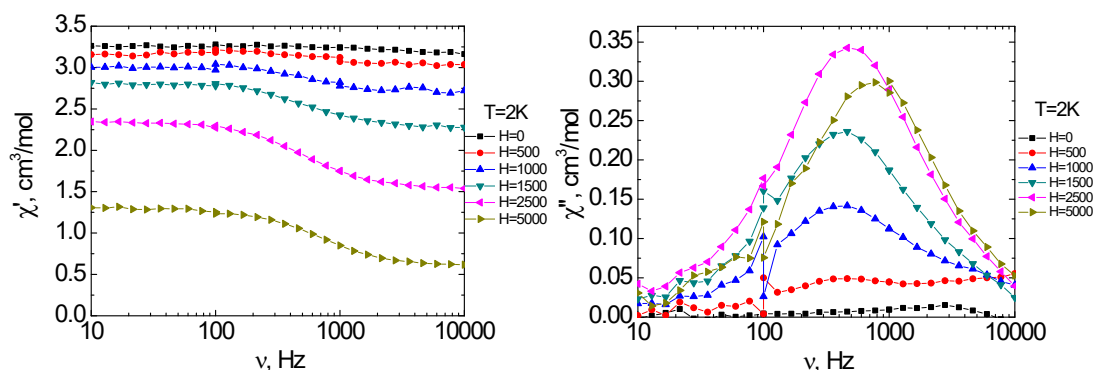 3.5
3.0
2.5
2.0
1.5
1.0
0.5
0.0
χ', cm3/mol
10 100 1000 10000
ν, Hz
T=2K
H=0
H=500
H=1000
H=1500
H=2500
H=5000
0.35
0.30
0.25
0.20
0.15
0.10
0.05
0.00
χ", cm3/mol
10 100 1000 10000
ν, Hz
T=2K
H=0
H=500
H=1000
H=1500
H=2500
H=5000